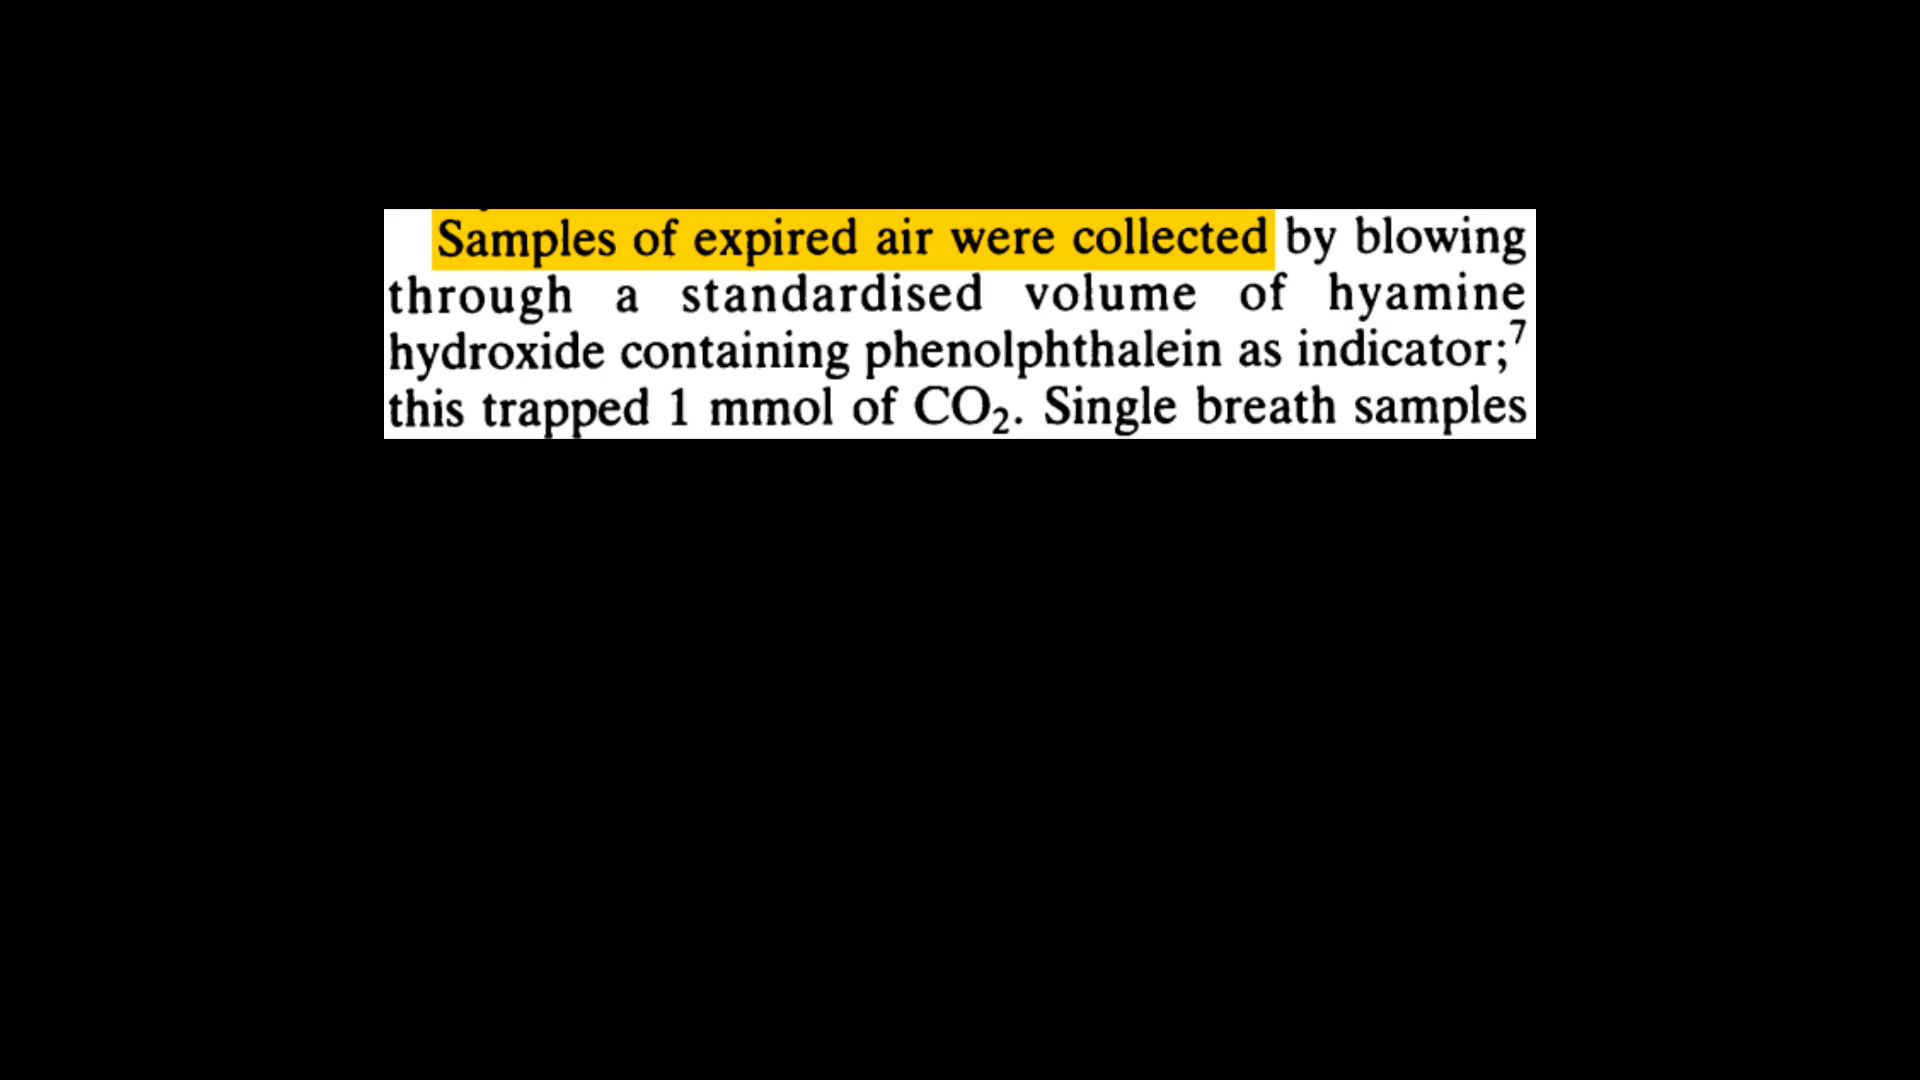 Samples of expired air were collected by blowing
through a standardised volume of hyamine
hydroxide containing phenolphthalein as indicator;⁷
this trapped 1 mmol of CO₂. Single breath samples